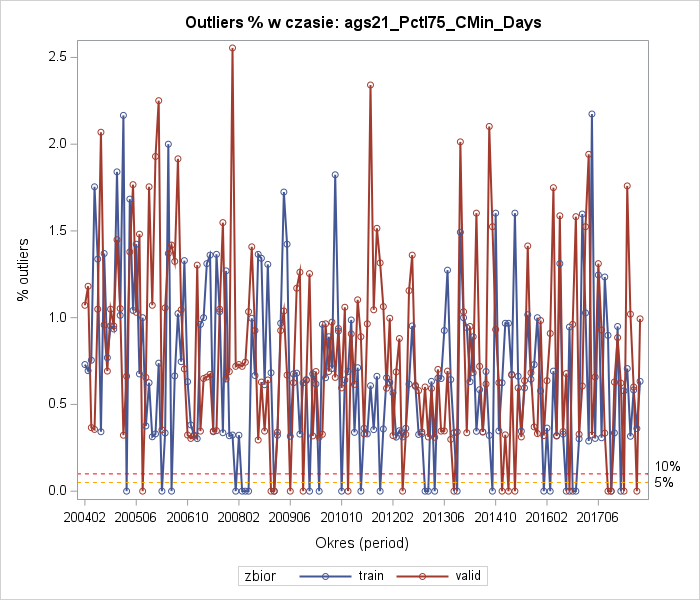 Outliers % w czasie: ags21_Pctl75_CMin_Days
% outliers
2.5
2.0
1.5
1.0
0.5
0.0
10%
5%
200402 200506 200610 200802 200906 201010 201202 201306 201410 201602 201706
Okres (period)
zbior train valid